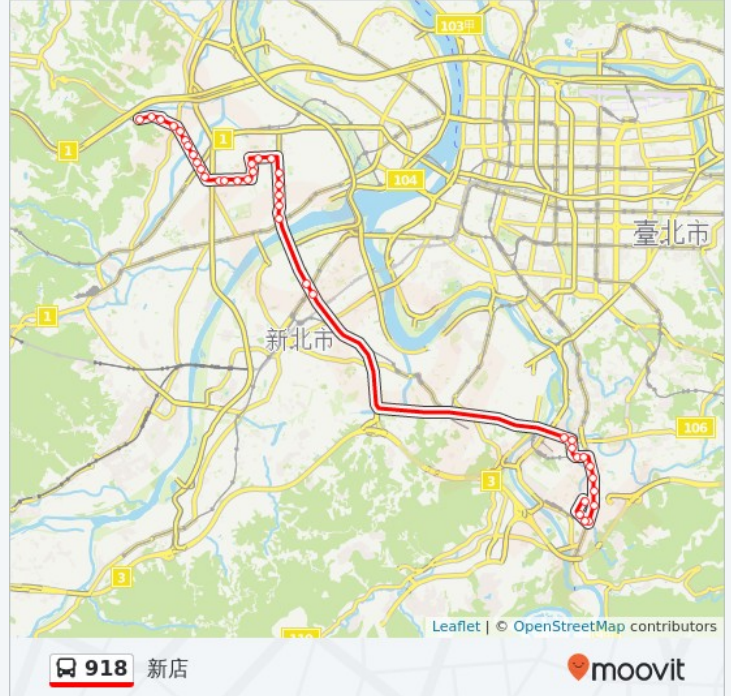 103甲
1
1
104
臺北市
1
新北市
106
3
3
110
Leaflet | © OpenStreetMap contributors
918 新店
moovit